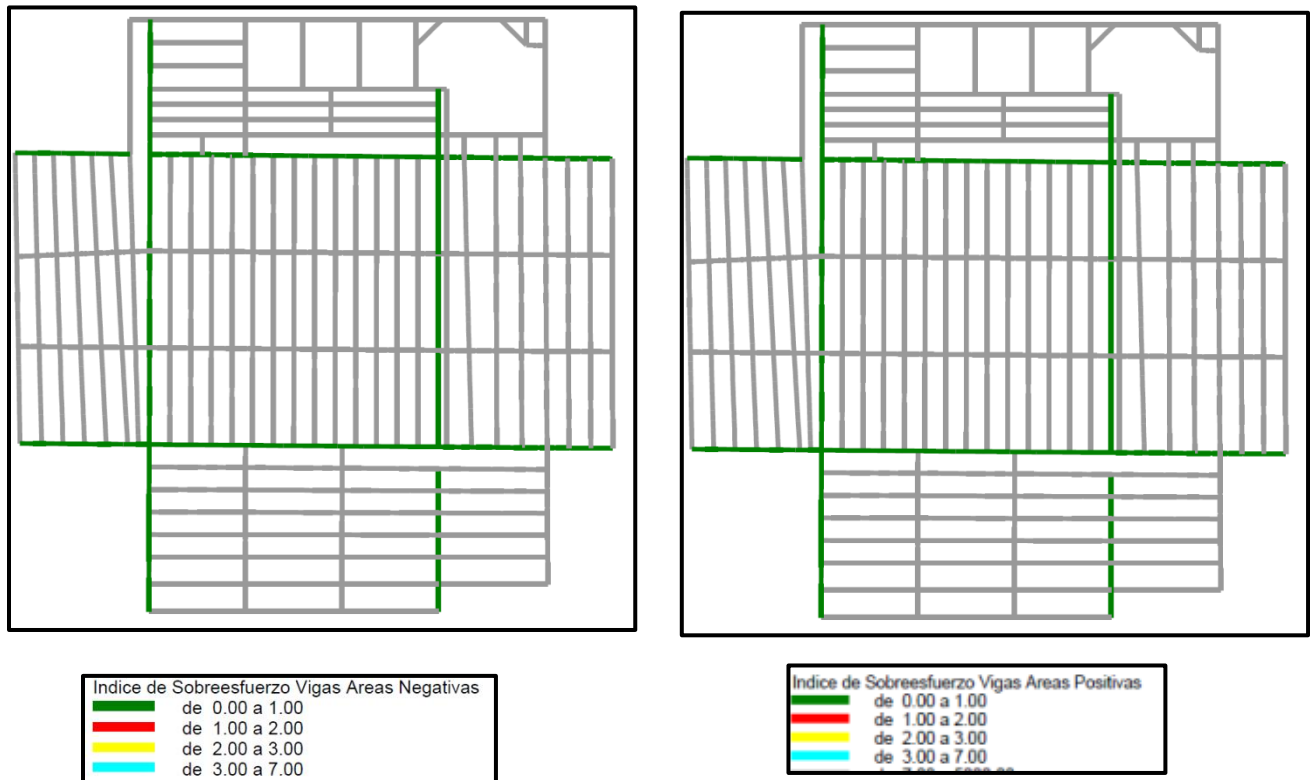 Indice de Sobreesfuerzo Vigas Areas Negativas
de 0.00 a 1.00
de 1.00 a 2.00
de 2.00 a 3.00
de 3.00 a 7.00
Indice de Sobreesfuerzo Vigas Areas Positivas
de 0.00 a 1.00
de 1.00 a 2.00
de 2.00 a 3.00
de 3.00 a 7.00